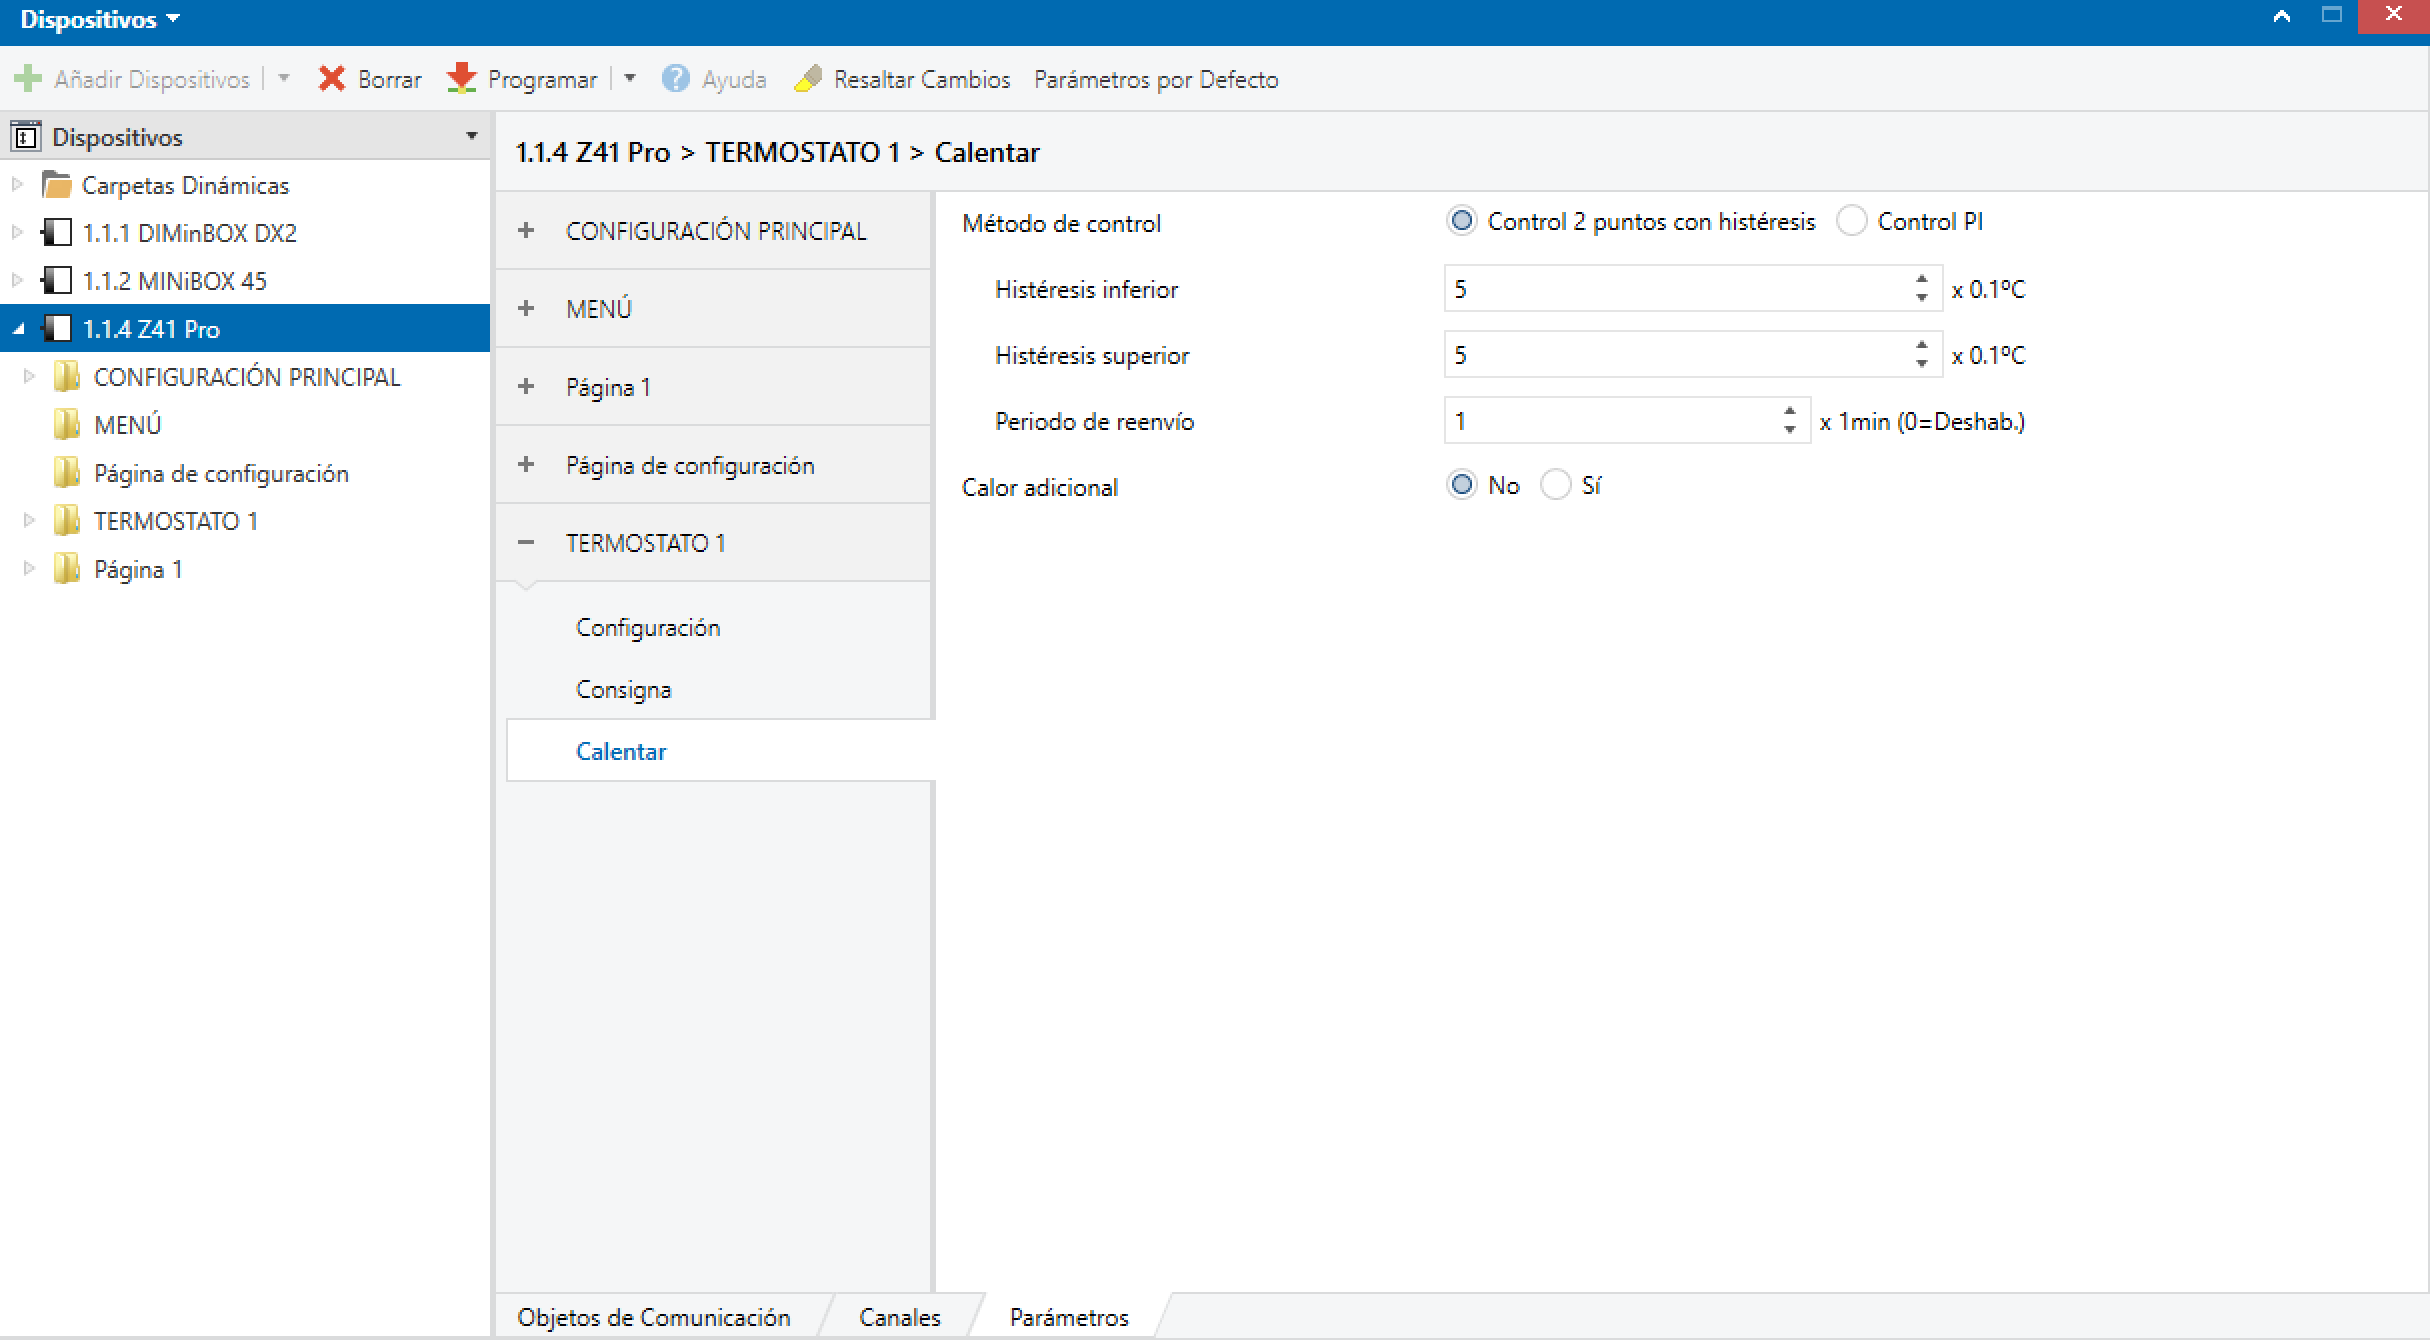 Dispositivos
Añadir Dispositivos Borrar Programar Ayuda Resaltar Cambios Parámetros por Defecto
Dispositivos
Carpetas Dinámicas
1.1.1 DIMinBOX DX2
1.1.2 MINiBOX 45
1.1.4 Z41 Pro
CONFIGURACIÓN PRINCIPAL
MENÚ
Página de configuración
TERMOSTATO 1
Página 1
1.1.4 Z41 Pro > TERMOSTATO 1 > Calentar
+ CONFIGURACIÓN PRINCIPAL
+ MENÚ
+ Página 1
+ Página de configuración
− TERMOSTATO 1
Configuración
Consigna
Calentar
Método de control Control 2 puntos con histéresis Control PI
Histéresis inferior 5 x 0.1ºC
Histéresis superior 5 x 0.1ºC
Periodo de reenvío 1 x 1min (0=Deshab.)
Calor adicional No Sí
Objetos de Comunicación Canales Parámetros